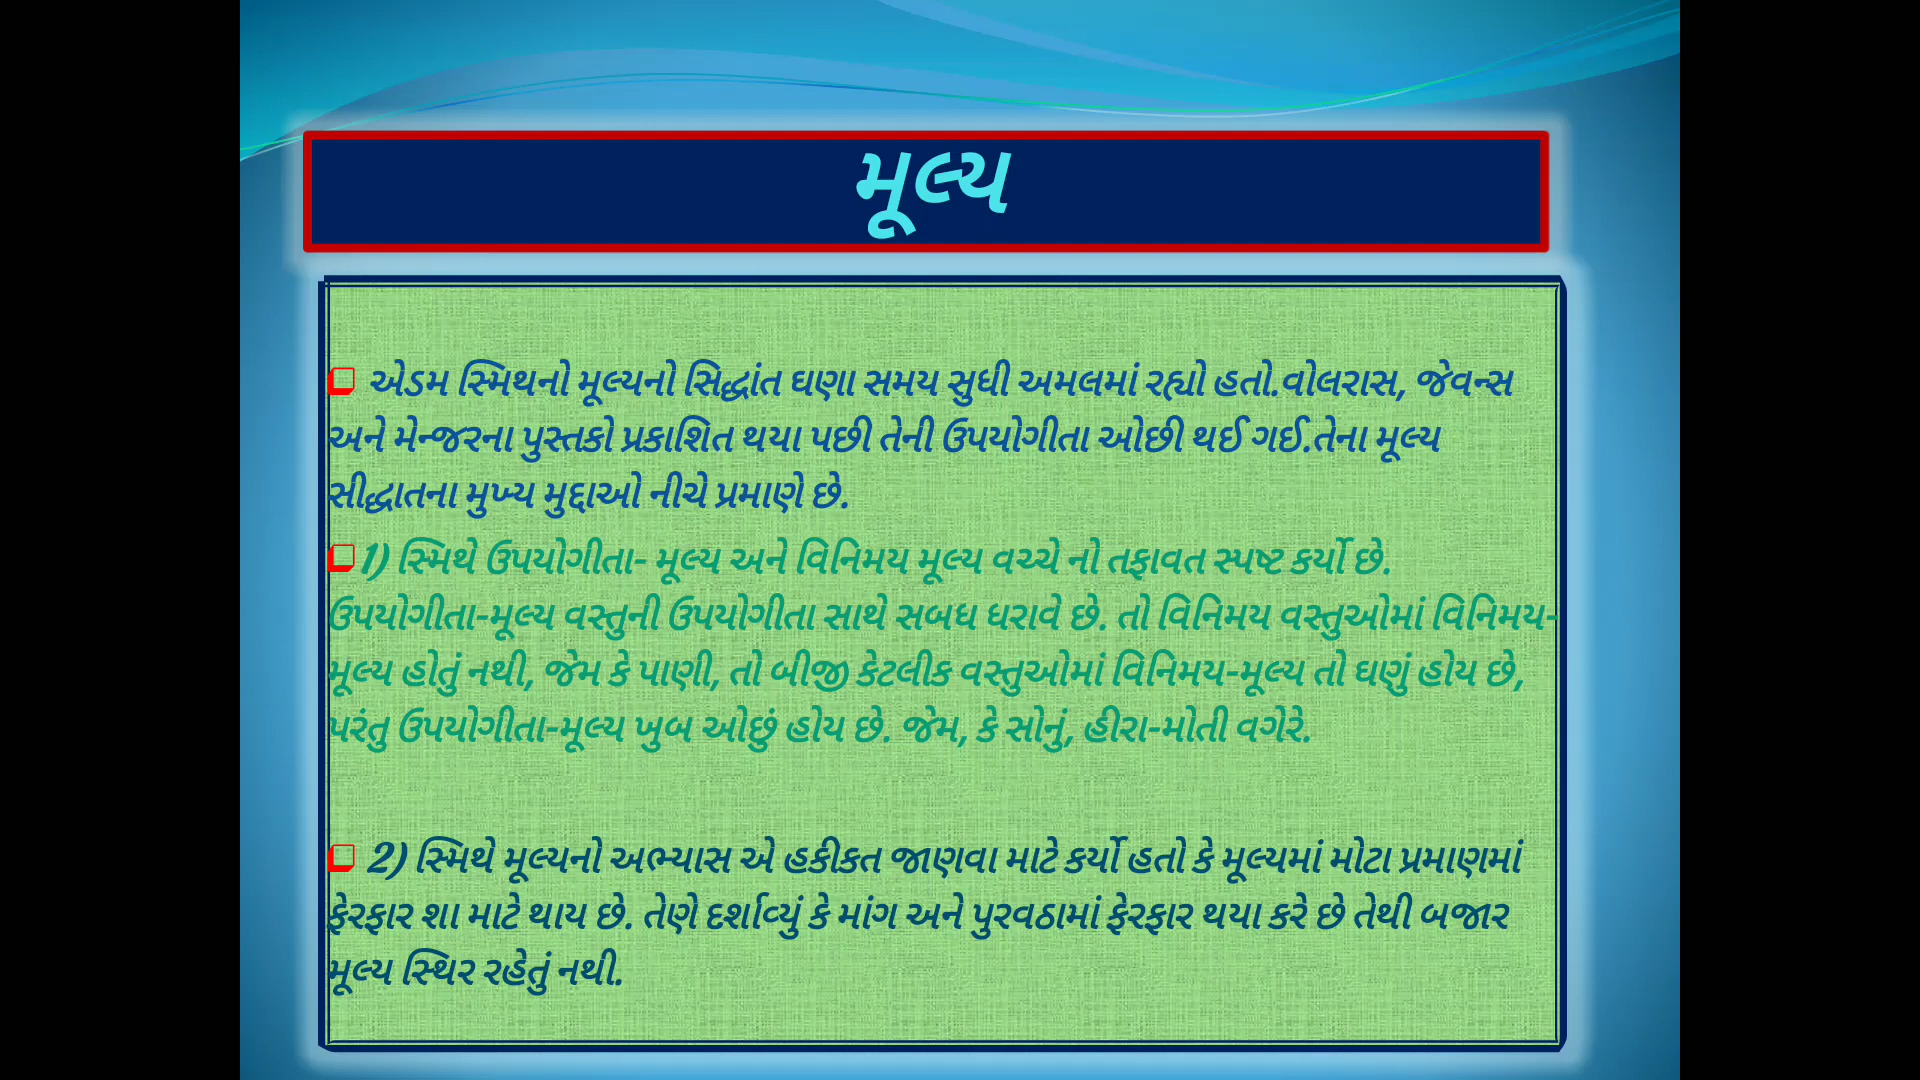 મૂલ્ય
એડમ સ્મિથનો મૂલ્યનો સિદ્ધાંત ઘણા સમય સુધી અમલમાં રહ્યો હતો.વોલરાસ, જેવન્સ
અને મેન્જરના પુસ્તકો પ્રકાશિત થયા પછી તેની ઉપયોગીતા ઓછી થઈ ગઈ.તેના મૂલ્ય
સીદ્ધાતના મુખ્ય મુદ્દાઓ નીચે પ્રમાણે છે.
1) સ્મિથે ઉપયોગીતા- મૂલ્ય અને વિનિમય મૂલ્ય વચ્ચે નો તફાવત સ્પષ્ટ કર્યો છે.
ઉપયોગીતા-મૂલ્ય વસ્તુની ઉપયોગીતા સાથે સબધ ધરાવે છે. તો વિનિમય વસ્તુઓમાં વિનિમય-
મૂલ્ય હોતું નથી, જેમ કે પાણી, તો બીજી કેટલીક વસ્તુઓમાં વિનિમય-મૂલ્ય તો ઘણું હોય છે,
પરંતુ ઉપયોગીતા-મૂલ્ય ખુબ ઓછું હોય છે. જેમ, કે સોનું, હીરા-મોતી વગેરે.
2) સ્મિથે મૂલ્યનો અભ્યાસ એ હકીકત જાણવા માટે કર્યો હતો કે મૂલ્યમાં મોટા પ્રમાણમાં
ફેરફાર શા માટે થાય છે. તેણે દર્શાવ્યું કે માંગ અને પુરવઠામાં ફેરફાર થયા કરે છે તેથી બજાર
મૂલ્ય સ્થિર રહેતું નથી.